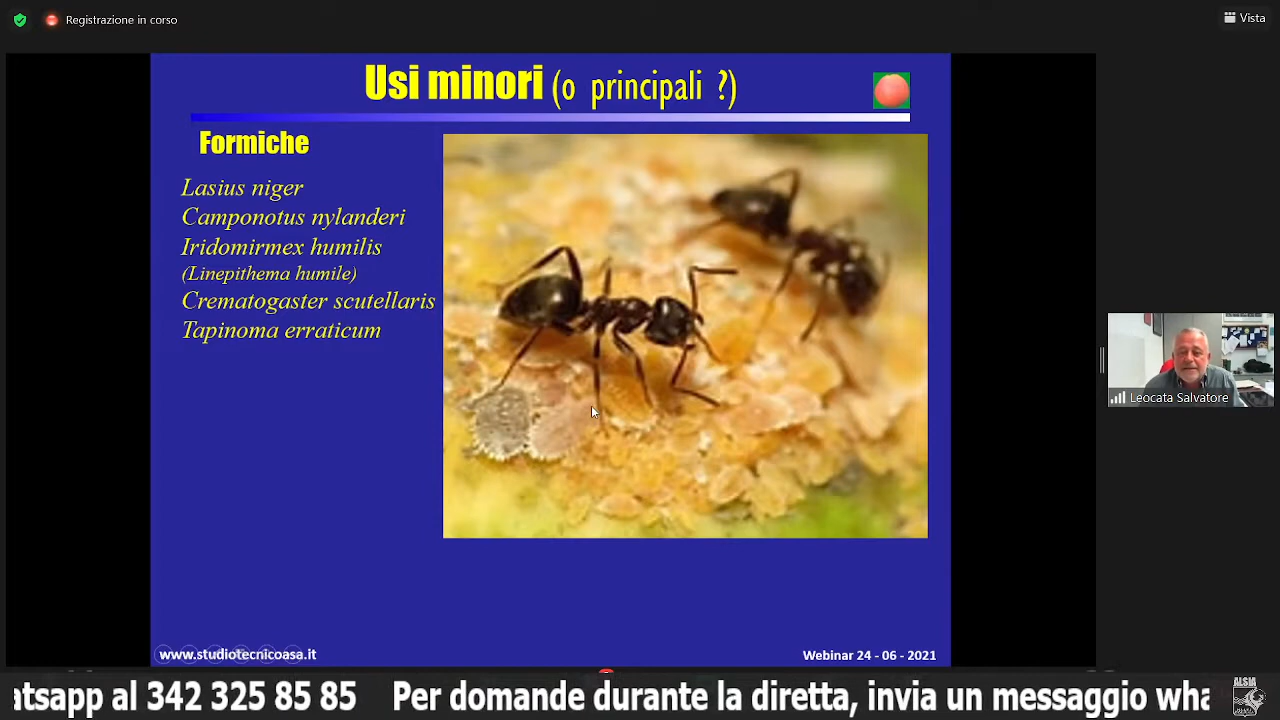 Registrazione in corso
Vista
Usi minori (o principali ?)
Formiche
Lasius niger
Camponotus nylanderi
Iridomirmex humilis
(Linepithema humile)
Crematogaster scutellaris
Tapinoma erraticum
Leocata Salvatore
www.studiotecnicoasa.it
Webinar 24 - 06 - 2021
atsapp al 342 325 85 85 Per domande durante la diretta, invia un messaggio wha